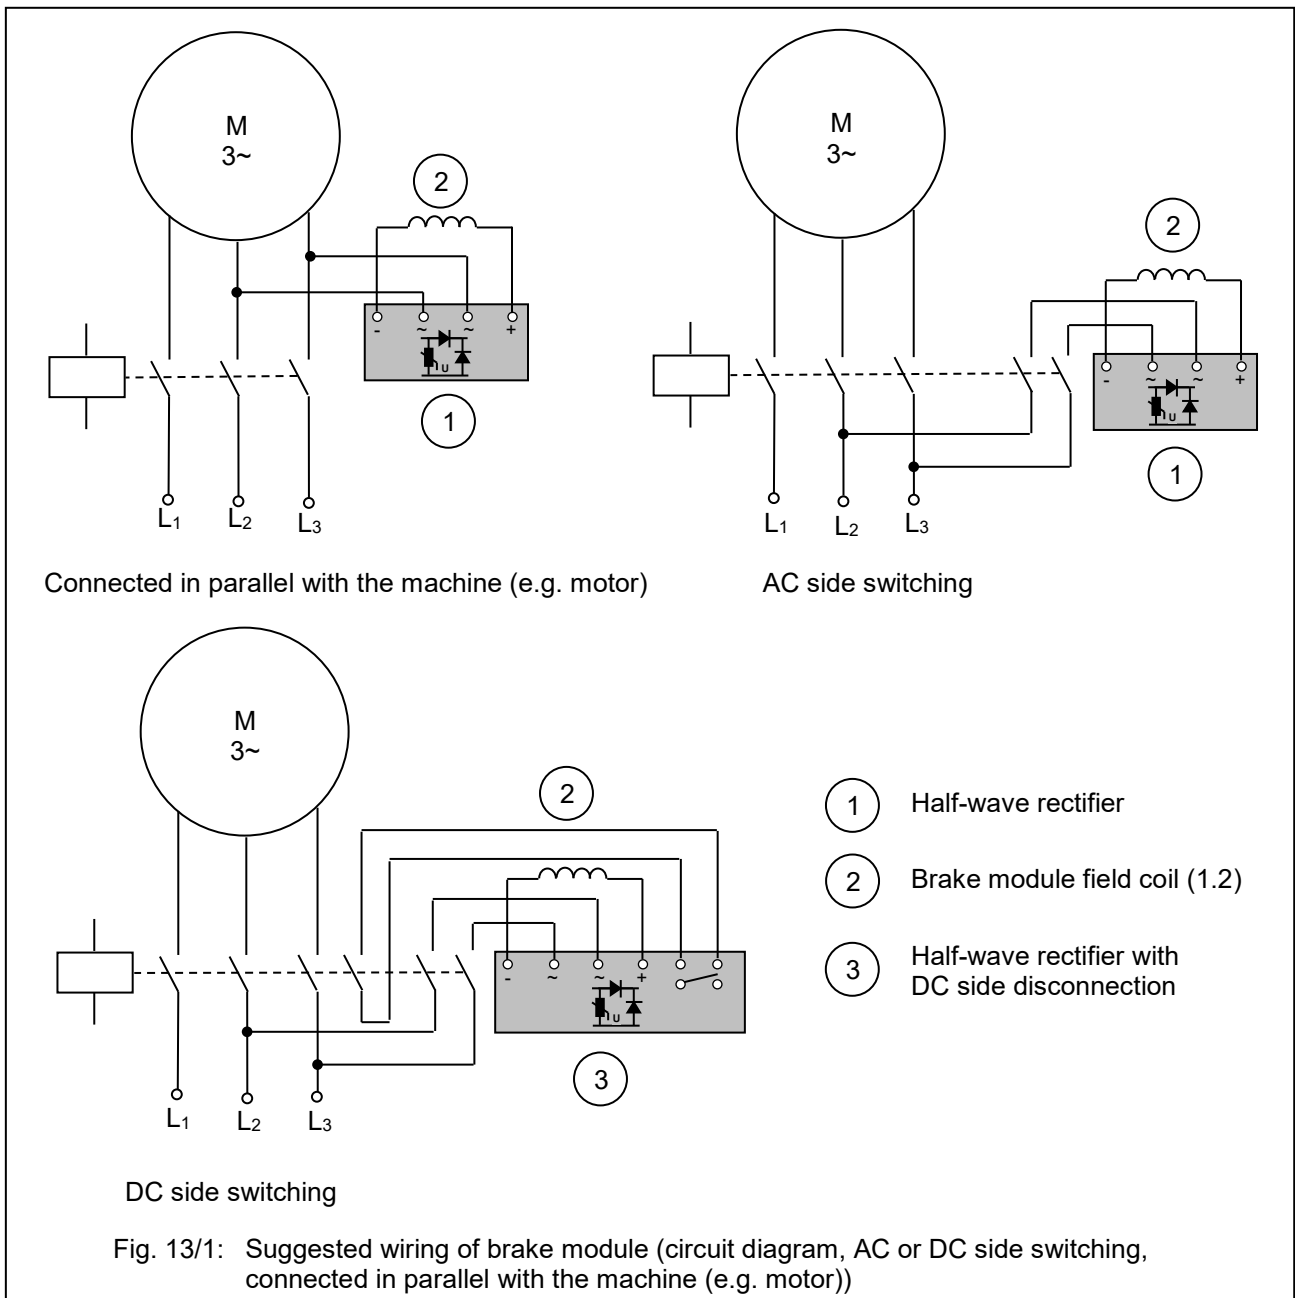 M
3~
2
- ~ ~ +
U
1
L1
L2
L3
Connected in parallel with the machine (e.g. motor)
M
3~
2
- ~ ~ +
U
1
L1
L2
L3
AC side switching
M
3~
2
- ~ ~ +
U
3
L1
L2
L3
DC side switching
1 Half-wave rectifier
2 Brake module field coil (1.2)
3 Half-wave rectifier with
DC side disconnection
Fig. 13/1: Suggested wiring of brake module (circuit diagram, AC or DC side switching,
connected in parallel with the machine (e.g. motor))